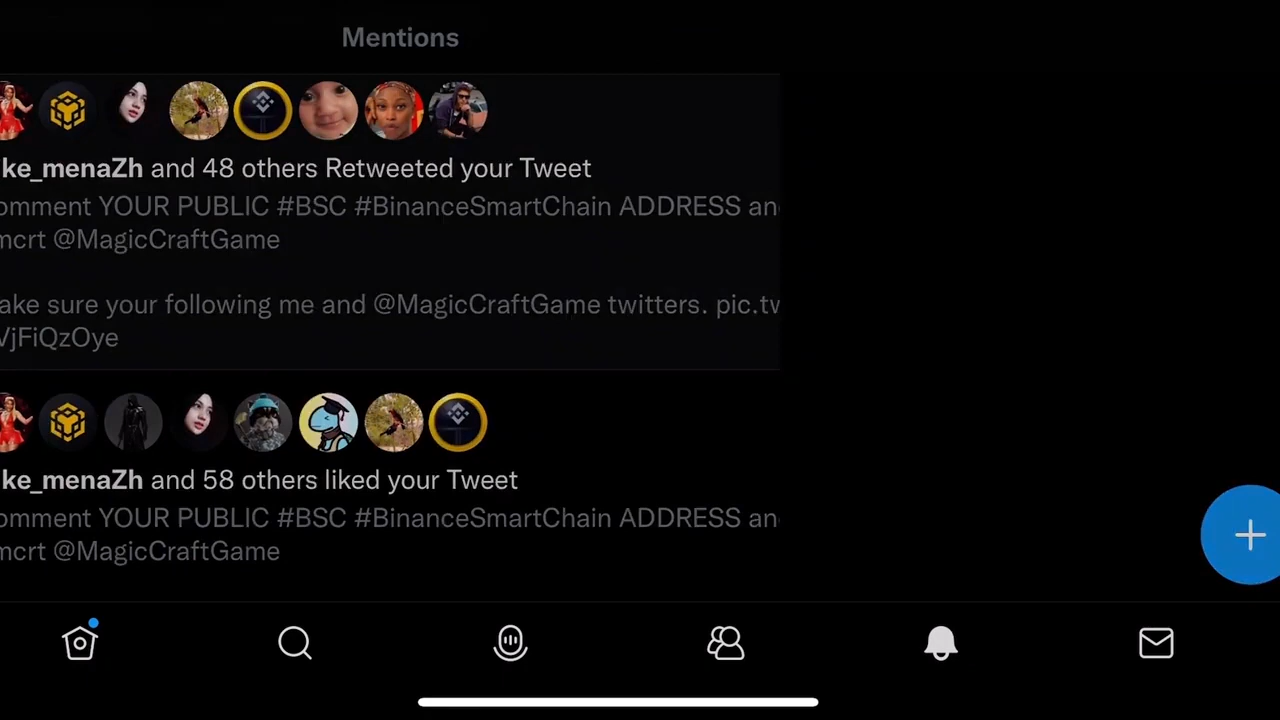 Mentions
ke_menaZh and 48 others Retweeted your Tweet
omment YOUR PUBLIC #BSC #BinanceSmartChain ADDRESS an
mcrt @MagicCraftGame
ake sure your following me and @MagicCraftGame twitters. pic.tw
VjFiQzOye
ke_menaZh and 58 others liked your Tweet
omment YOUR PUBLIC #BSC #BinanceSmartChain ADDRESS an
mcrt @MagicCraftGame